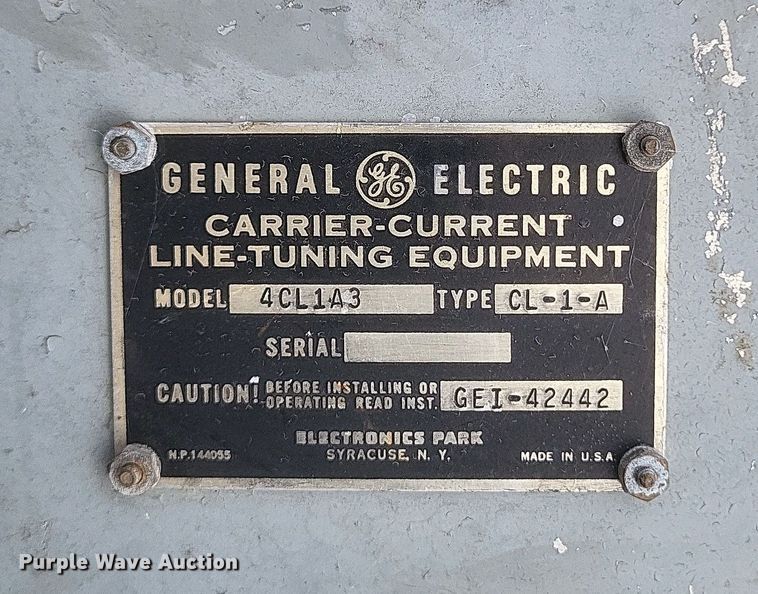 GENERAL GE ELECTRIC
CARRIER-CURRENT
LINE-TUNING EQUIPMENT
MODEL 4CL1A3 TYPE CL-1-A
SERIAL
CAUTION! BEFORE INSTALLING OR
OPERATING READ INST. GEI-42442
ELECTRONICS PARK
SYRACUSE, N. Y.
N.P.144055 MADE IN U.S.A
Purple Wave Auction